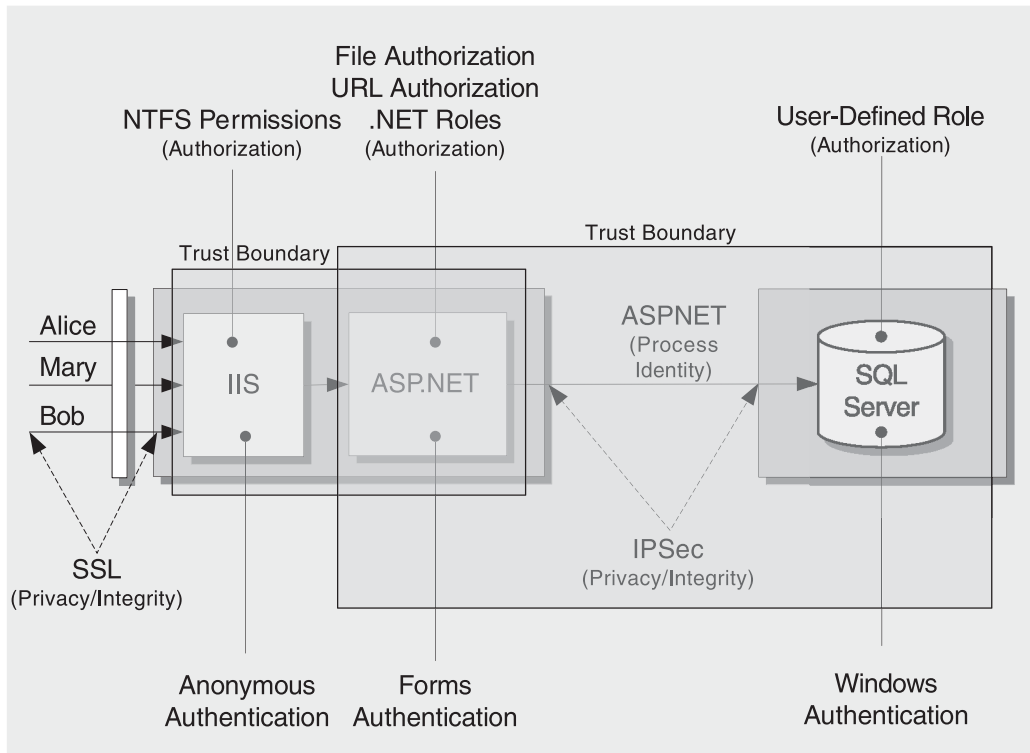 File Authorization
URL Authorization
.NET Roles
(Authorization)
NTFS Permissions
(Authorization)
User-Defined Role
(Authorization)
Trust Boundary
Trust Boundary
Alice
Mary
Bob
IIS
ASP.NET
ASPNET
(Process
Identity)
SQL
Server
SSL
(Privacy/Integrity)
IPSec
(Privacy/Integrity)
Anonymous
Authentication
Forms
Authentication
Windows
Authentication